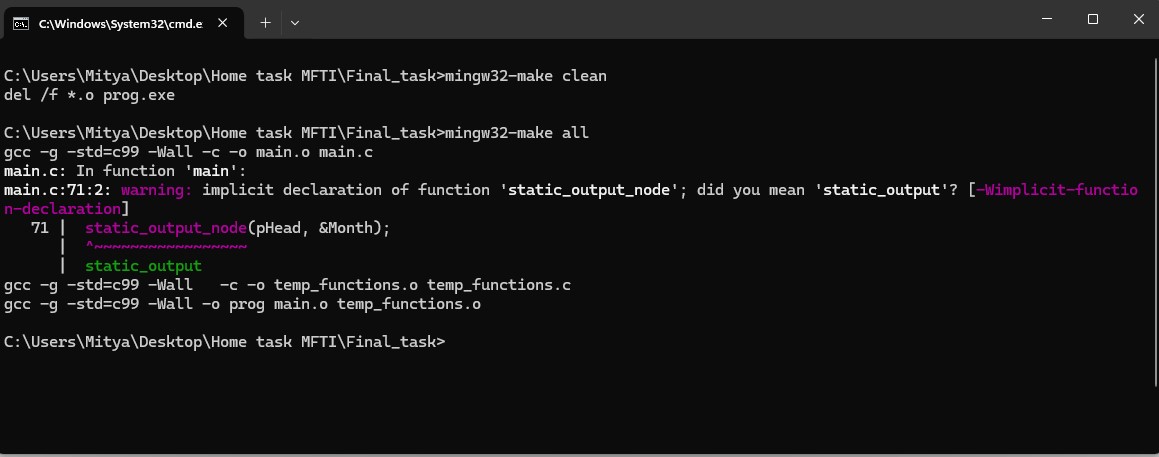 C:\Windows\System32\cmd.e
C:\Users\Mitya\Desktop\Home task MFTI\Final_task>mingw32-make clean
del /f *.o prog.exe
C:\Users\Mitya\Desktop\Home task MFTI\Final_task>mingw32-make all
gcc -g -std=c99 -Wall -c -o main.o main.c
main.c: In function 'main':
main.c:71:2: warning: implicit declaration of function 'static_output_node'; did you mean 'static_output'? [-Wimplicit-functio
n-declaration]
   71 |  static_output_node(pHead, &Month);
      |  ^~~~~~~~~~~~~~~~~~
      |  static_output
gcc -g -std=c99 -Wall   -c -o temp_functions.o temp_functions.c
gcc -g -std=c99 -Wall -o prog main.o temp_functions.o
C:\Users\Mitya\Desktop\Home task MFTI\Final_task>